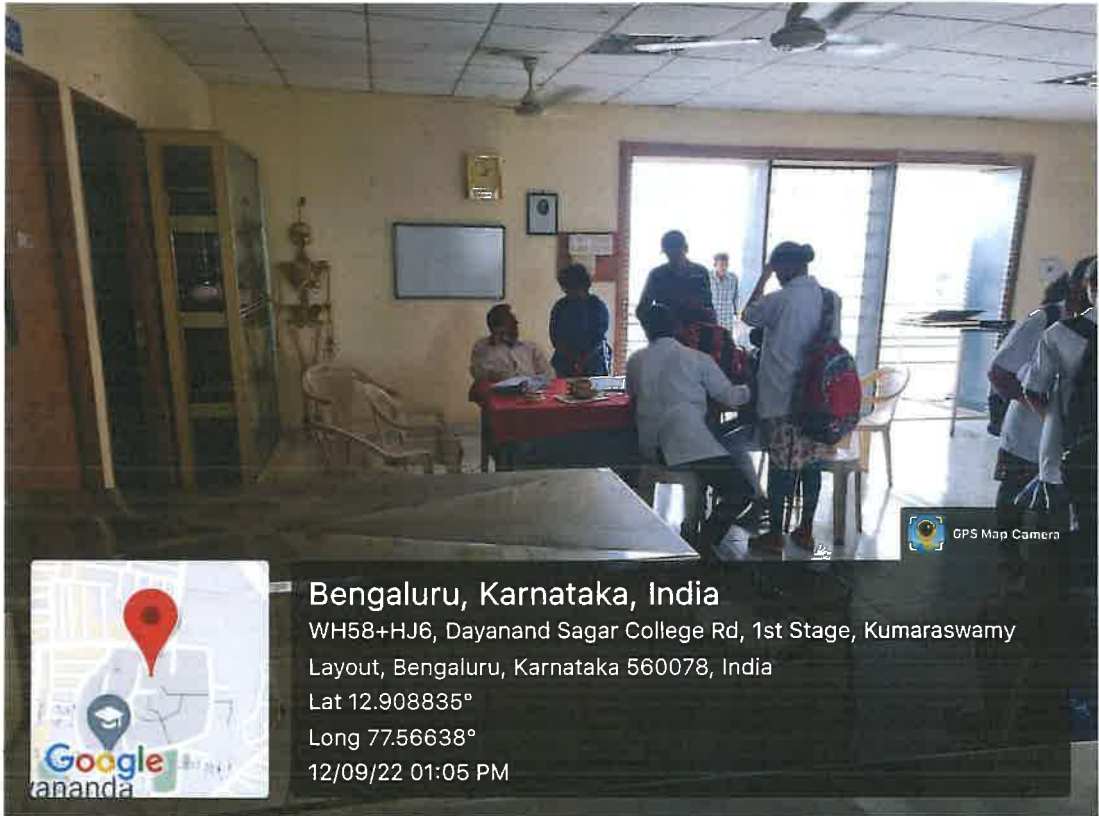 GPS Map Camera
Bengaluru, Karnataka, India
WH58+HJ6, Dayanand Sagar College Rd, 1st Stage, Kumaraswamy
Layout, Bengaluru, Karnataka 560078, India
Lat 12.908835°
Long 77.56638°
12/09/22 01:05 PM
Google